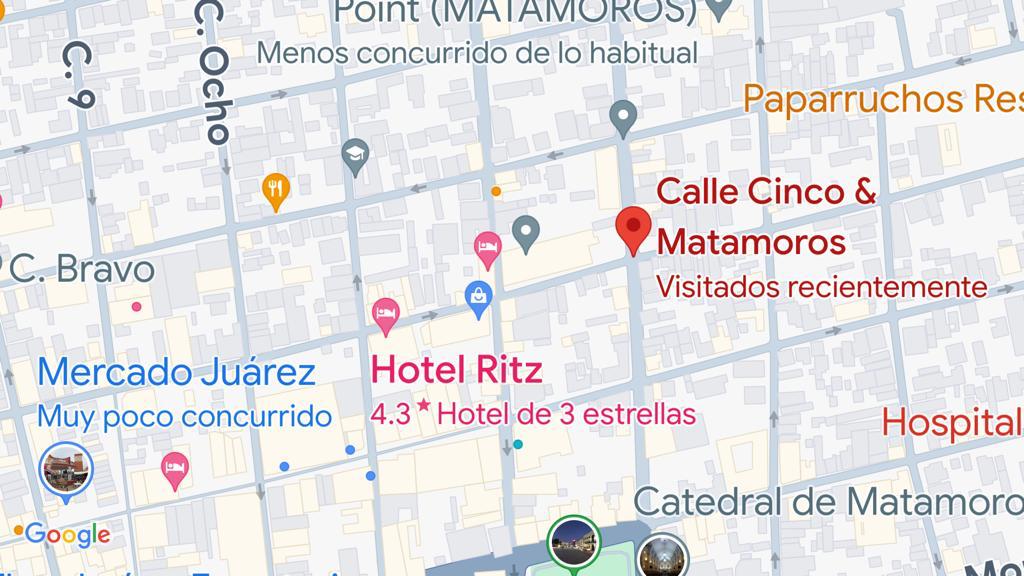 Point (MATAMOROS)
Menos concurrido de lo habitual
C. 9
C. Ocho
Paparruchos Res
Calle Cinco &
Matamoros
Visitados recientemente
C. Bravo
Mercado Juárez
Muy poco concurrido
Hotel Ritz
4.3★ Hotel de 3 estrellas
Hospital
Catedral de Matamoro
Google